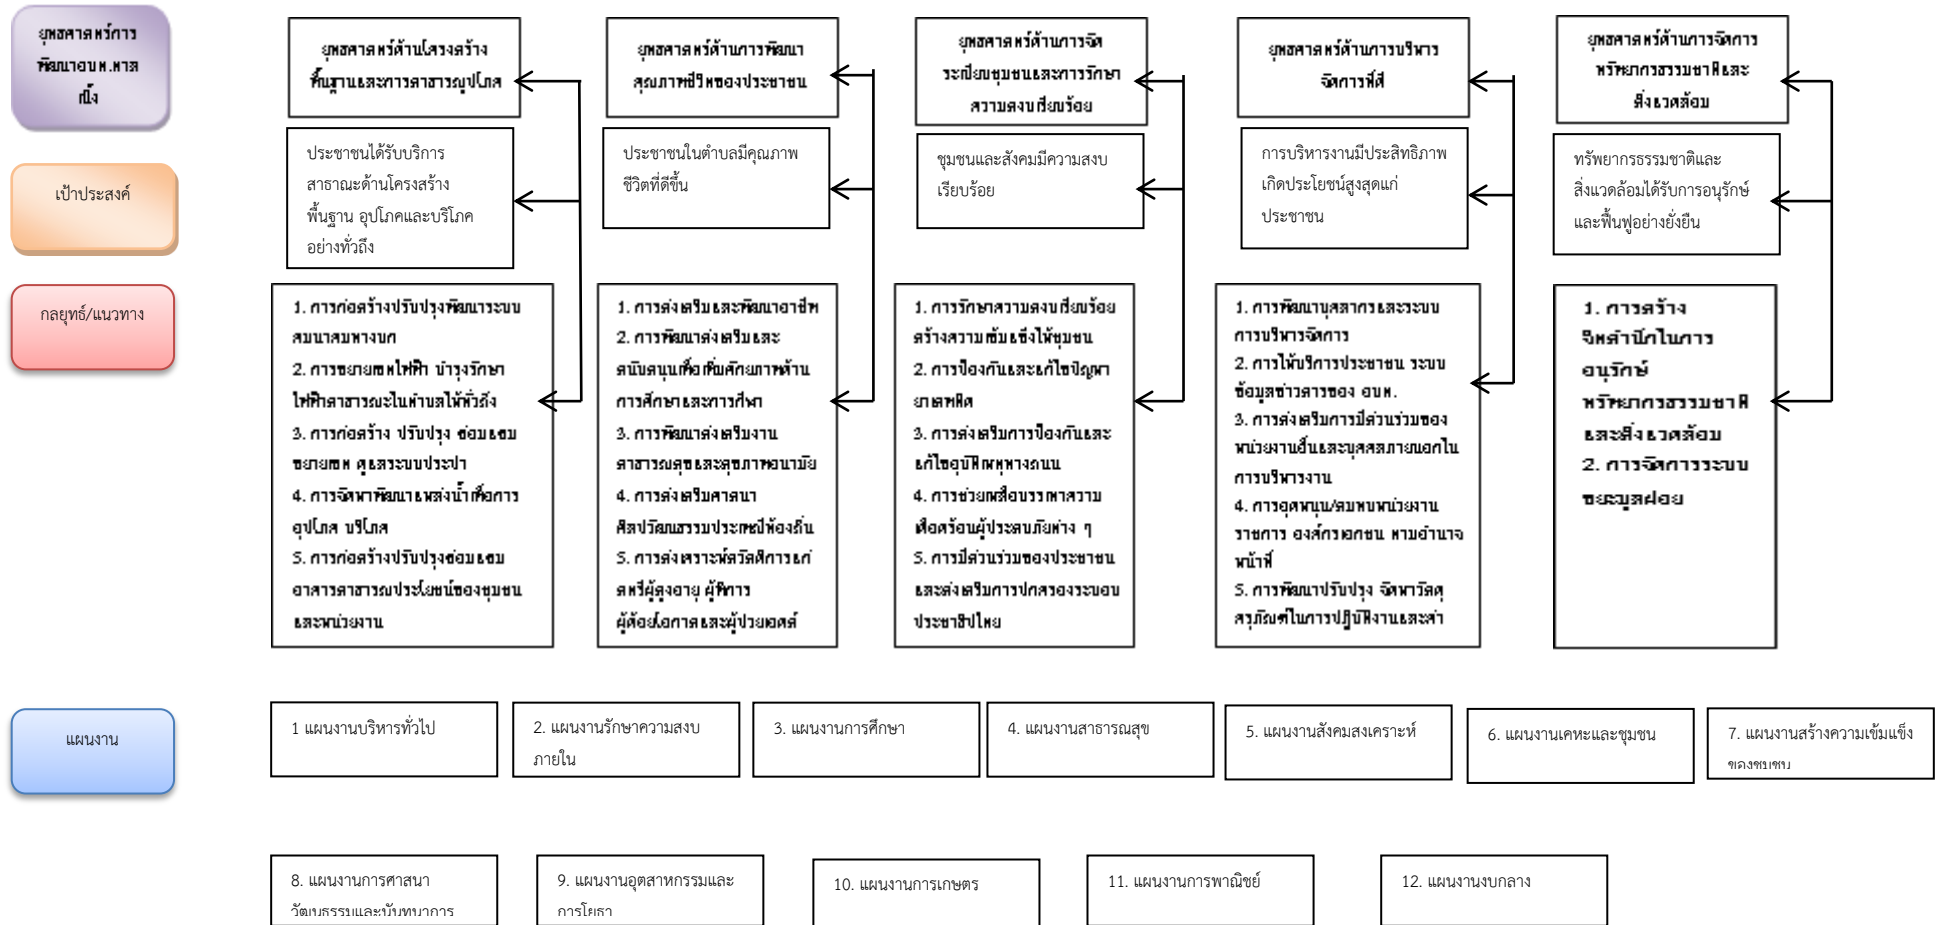 ยุทธศาสตร์การ
พัฒนาอบต.ตาล
เนิ้ง
ยุทธศาสตร์ด้านโครงสร้าง
พื้นฐานและการสาธารณูปโภค
ยุทธศาสตร์ด้านการพัฒนา
คุณภาพชีวิตของประชาชน
ยุทธศาสตร์ด้านการจัด
ระเบียบชุมชนและการรักษา
ความสงบเรียบร้อย
ยุทธศาสตร์ด้านการบริหาร
จัดการที่ดี
ยุทธศาสตร์ด้านการจัดการ
ทรัพยากรธรรมชาติและ
สิ่งแวดล้อม
เป้าประสงค์
ประชาชนได้รับบริการ
สาธาณะด้านโครงสร้าง
พื้นฐาน อุปโภคและบริโภค
อย่างทั่วถึง
ประชาชนในตำบลมีคุณภาพ
ชีวิตที่ดีขึ้น
ชุมชนและสังคมมีความสงบ
เรียบร้อย
การบริหารงานมีประสิทธิภาพ
เกิดประโยชน์สูงสุดแก่
ประชาชน
ทรัพยากรธรรมชาติและ
สิ่งแวดล้อมได้รับการอนุรักษ์
และฟื้นฟูอย่างยั่งยืน
กลยุทธ์/แนวทาง
1. การก่อสร้างปรับปรุงพัฒนาระบบ
คมนาคมทางบก
2. การขยายเขตไฟฟ้า บำรุงรักษา
ไฟฟ้าสาธารณะในตำบลให้ทั่วถึง
3. การก่อสร้าง ปรับปรุง ซ่อมแซม
ขยายเขต ดูแลระบบประปา
4. การจัดหาพัฒนาแหล่งน้ำเพื่อการ
อุปโภค บริโภค
5. การก่อสร้างปรับปรุงซ่อมแซม
อาคารสาธารณประโยชน์ของชุมชน
และหน่วยงาน
1. การส่งเสริมและพัฒนาอาชีพ
2. การพัฒนาส่งเสริมและ
สนับสนุนเพื่อเพิ่มศักยภาพด้าน
การศึกษาและการกีฬา
3. การพัฒนาส่งเสริมงาน
สาธารณสุขและสุขภาพอนามัย
4. การส่งเสริมศาสนา
ศิลปวัฒนธรรมประเพณีท้องถิ่น
5. การสงเคราะห์สวัสดิการแก่
สตรีผู้สูงอายุ ผู้พิการ
ผู้ด้อยโอกาสและผู้ป่วยเอดส์
1. การรักษาความสงบเรียบร้อย
สร้างความเข้มแข็งให้ชุมชน
2. การป้องกันและแก้ไขปัญหา
ยาเสพติด
3. การส่งเสริมการป้องกันและ
แก้ไขอุบัติเหตุทางถนน
4. การช่วยเหลือบรรเทาความ
เดือดร้อนผู้ประสบภัยต่าง ๆ
5. การมีส่วนร่วมของประชาชน
และส่งเสริมการปกครองระบอบ
ประชาธิปไตย
1. การพัฒนาบุคลากรและระบบ
การบริหารจัดการ
2. การให้บริการประชาชน ระบบ
ข้อมูลข่าวสารของ อบต.
3. การส่งเสริมการมีส่วนร่วมของ
หน่วยงานอื่นและบุคคลภายนอกใน
การบริหารงาน
4. การอุดหนุน/สมทบหน่วยงาน
ราชการ องค์กรเอกชน ตามอำนาจ
หน้าที่
5. การพัฒนาปรับปรุง จัดหาวัสดุ
ครุภัณฑ์ในการปฏิบัติงานและค่า
1. การสร้าง
จิตสำนึกในการ
อนุรักษ์
ทรัพยากรธรรมชาติ
และสิ่งแวดล้อม
2. การจัดการระบบ
ขยะมูลฝอย
แผนงาน
1 แผนงานบริหารทั่วไป
2. แผนงานรักษาความสงบ
ภายใน
3. แผนงานการศึกษา
4. แผนงานสาธารณสุข
5. แผนงานสังคมสงเคราะห์
6. แผนงานเคหะและชุมชน
7. แผนงานสร้างความเข้มแข็ง
ของชุมชน
8. แผนงานการศาสนา
วัฒนธรรมและนันทนาการ
9. แผนงานอุตสาหกรรมและ
การโยธา
10. แผนงานการเกษตร
11. แผนงานการพาณิชย์
12. แผนงานงบกลาง